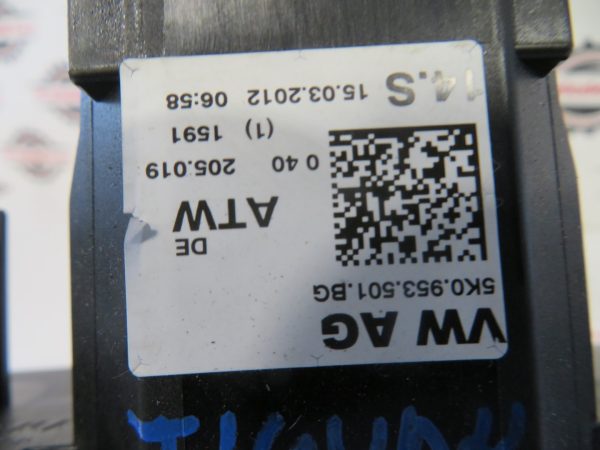 VW AG
5K0.953.501.BG
DE
ATW
0 40 205.019
(1) 1591
14.S 15.03.2012 06:58